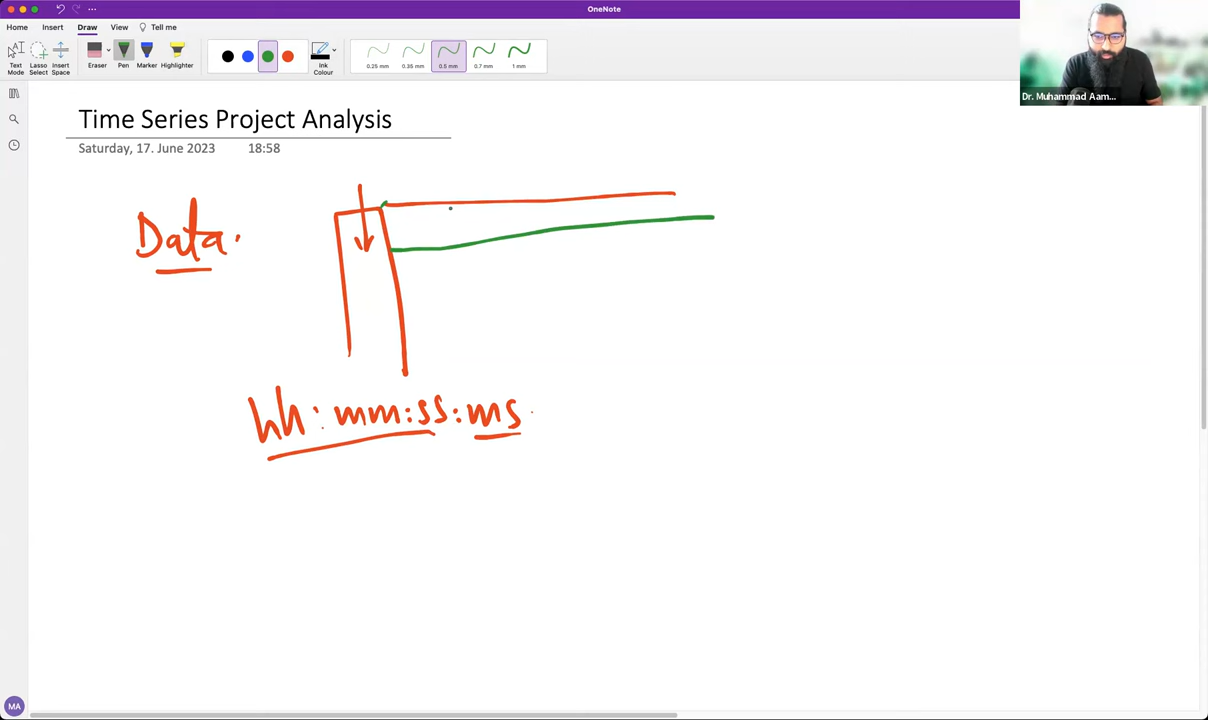 OneNote
Home Insert Draw View Tell me
Text Mode Lasso Select Insert Space Eraser Pen Marker Highlighter Ink Colour 0.25 mm 0.35 mm 0.5 mm 0.7 mm 1 mm
Dr. Muhammad Aam...
Time Series Project Analysis
Saturday, 17. June 2023 18:58
Data.
hh:mm:ss:ms
MA